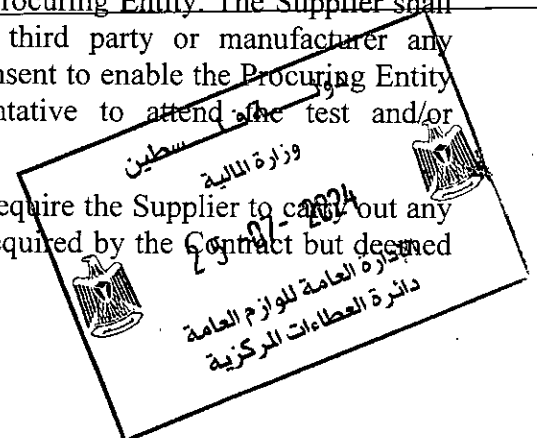 Procuring Entity. The Supplier shall
third party or manufacturer any
nsent to enable the Procuring Entity
ntative to attend the test and/or
equire the Supplier to carry out any
equired by the Contract but deemed
وزارة المالية
-07- 2024
الإدارة العامة للوازم العامة
دائرة العطاءات المركزية